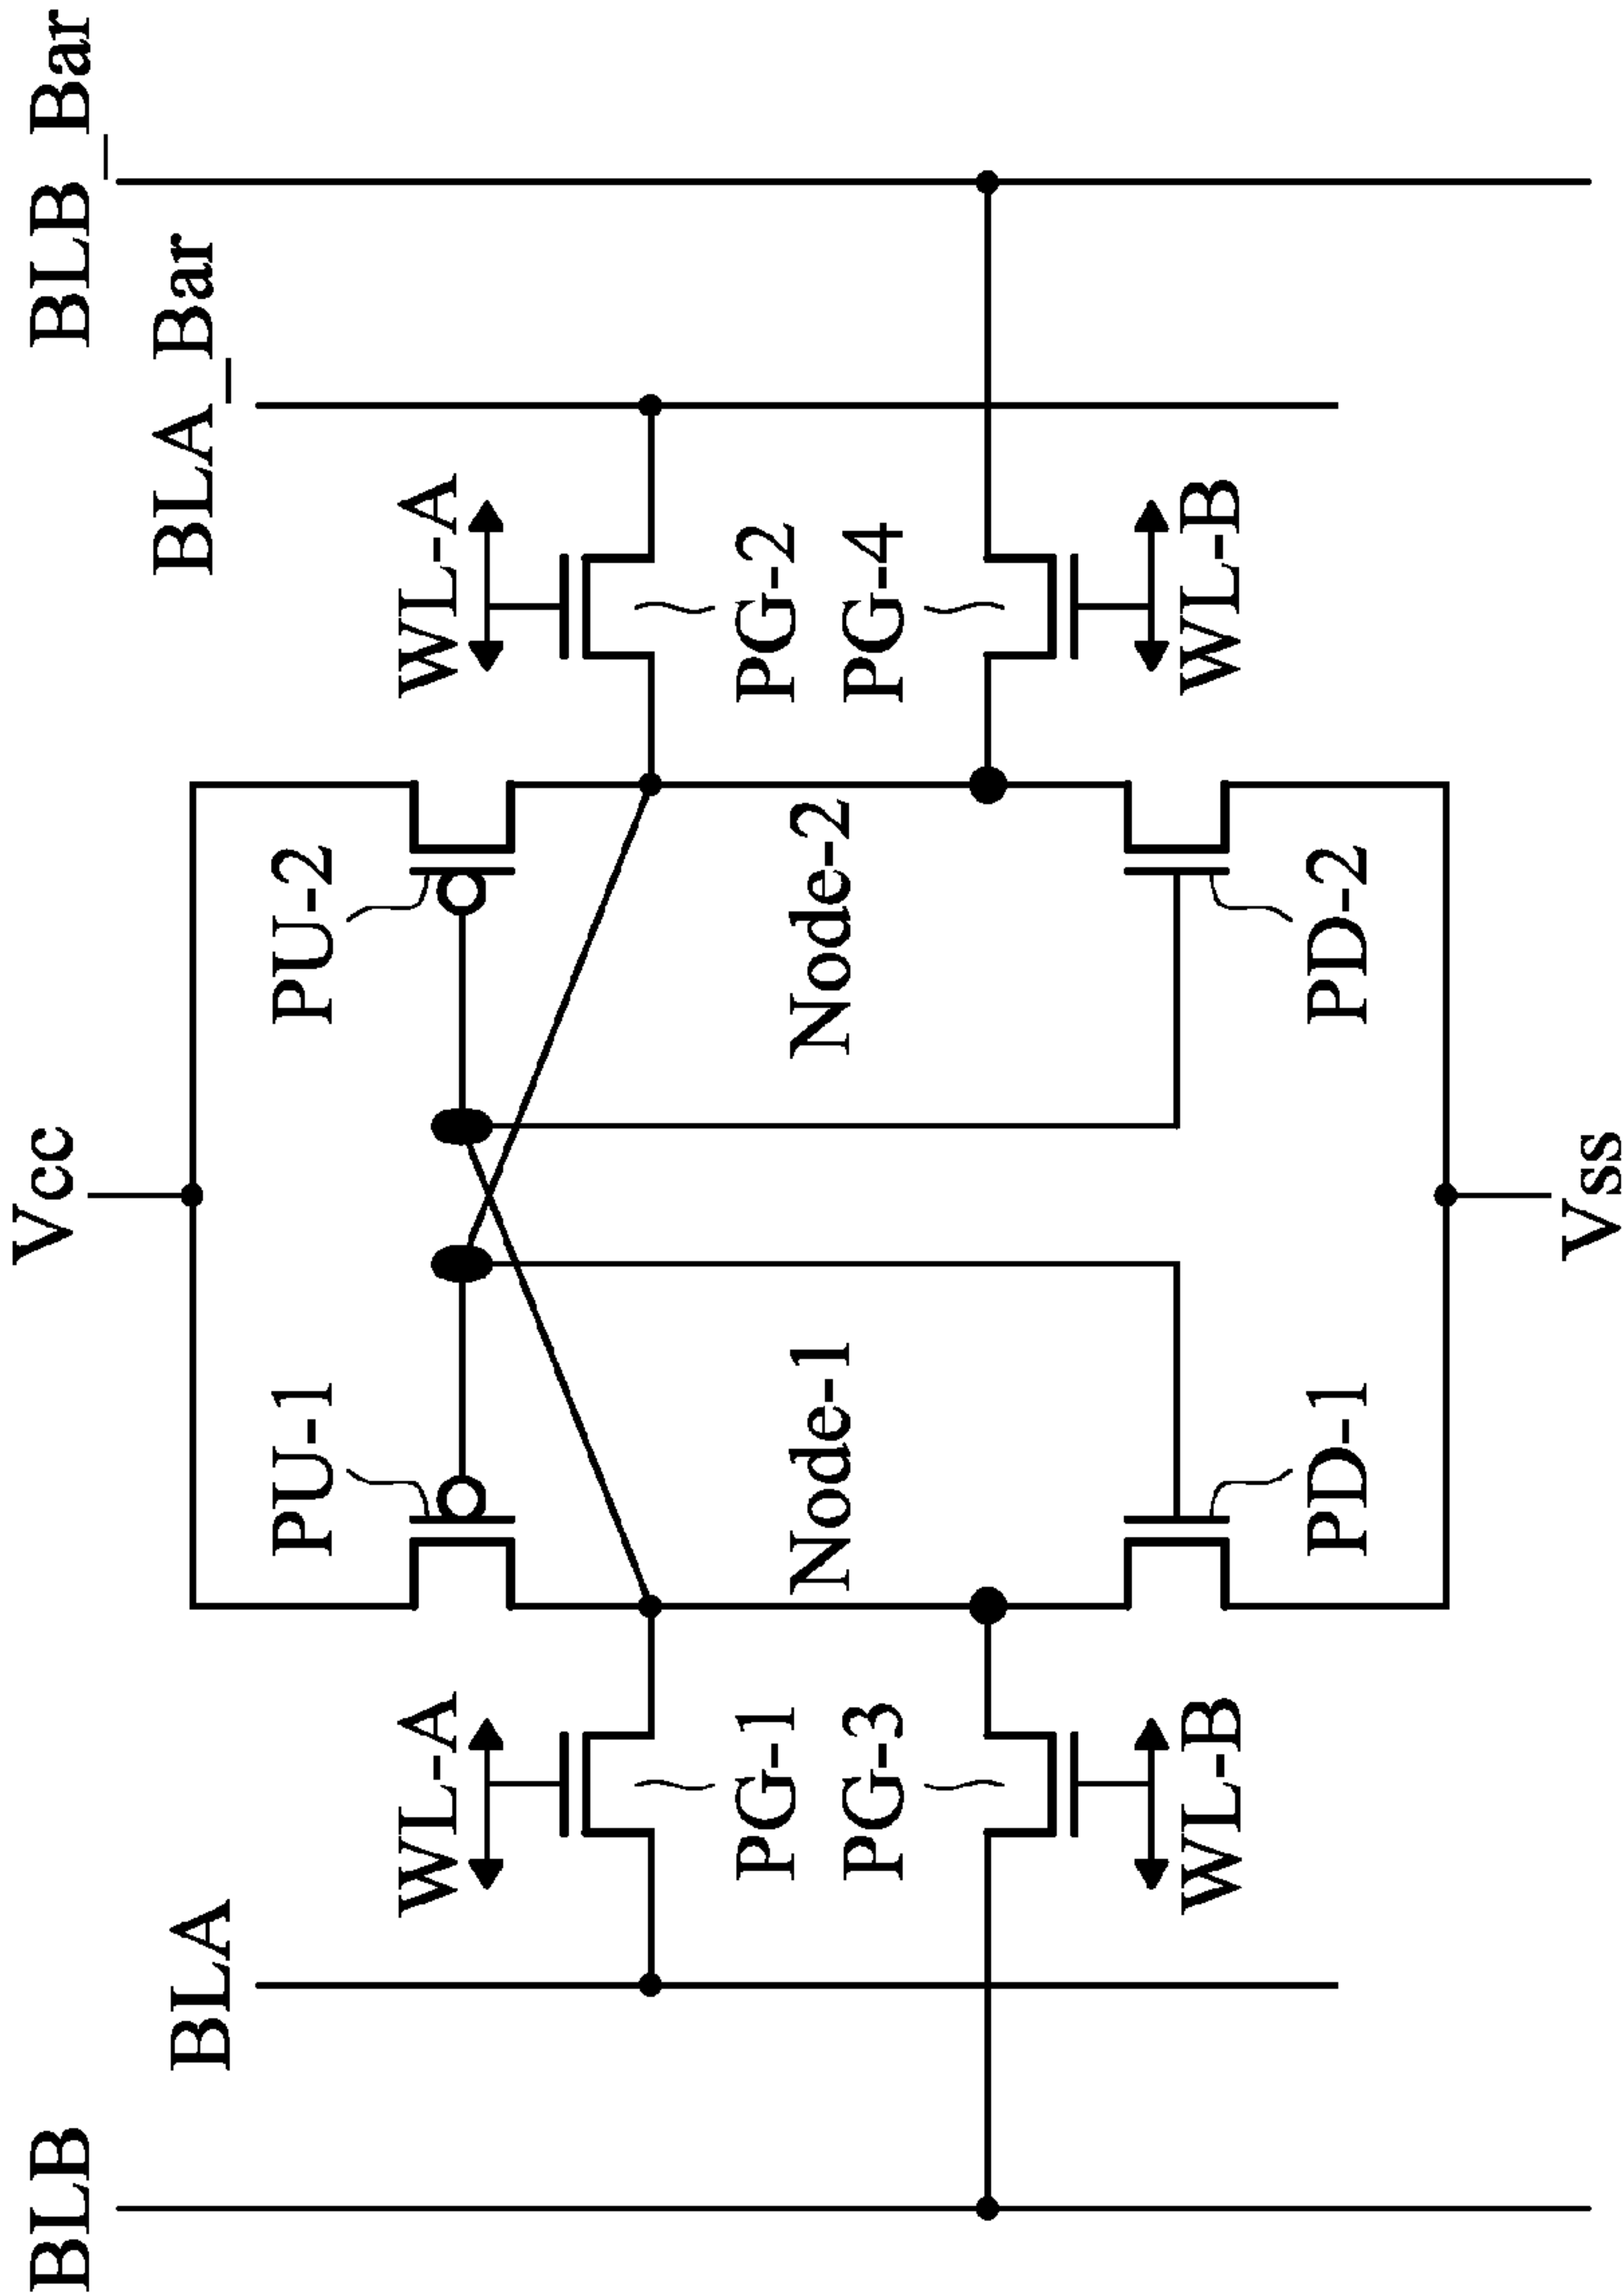 Vcc
BLB
BLB_Bar
BLA
BLA_Bar
PU-1
PU-2
WL-A
WL-A
PG-1
Node-1
Node-2
PG-2
PG-3
PG-4
WL-B
WL-B
PD-1
PD-2
Vss